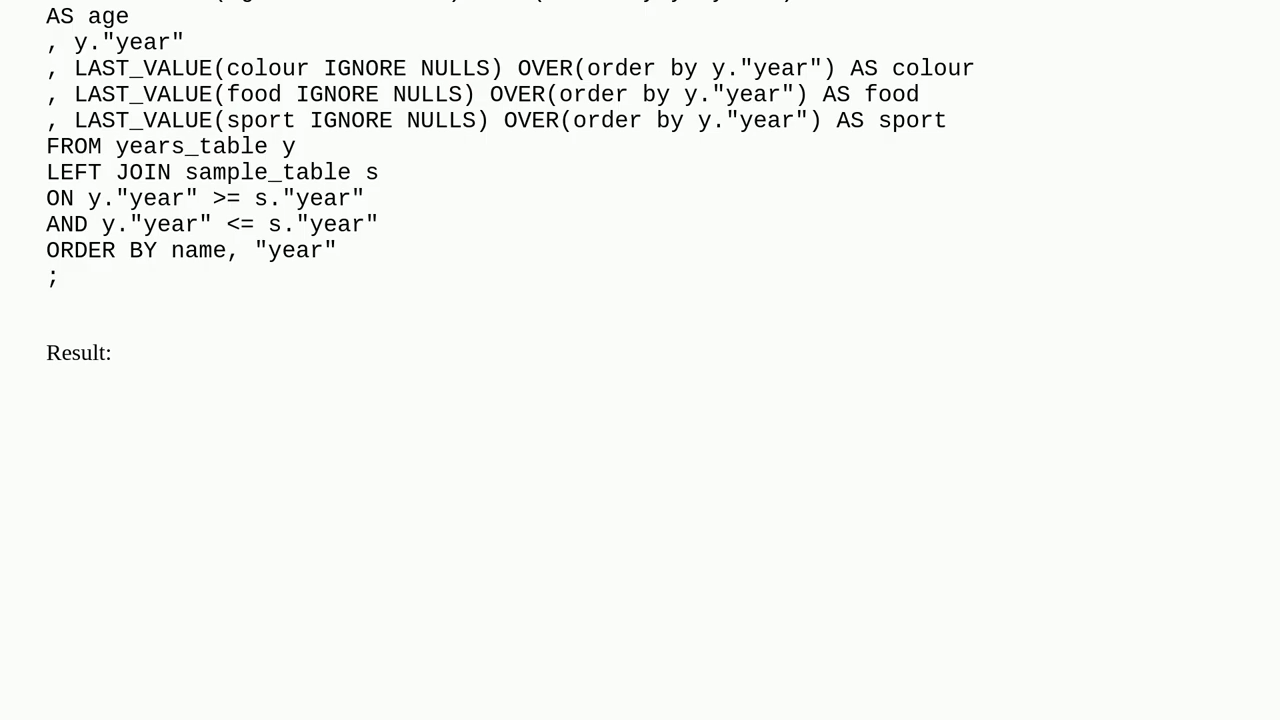 AS age
, y."year"
, LAST_VALUE(colour IGNORE NULLS) OVER(order by y."year") AS colour
, LAST_VALUE(food IGNORE NULLS) OVER(order by y."year") AS food
, LAST_VALUE(sport IGNORE NULLS) OVER(order by y."year") AS sport
FROM years_table y
LEFT JOIN sample_table s
ON y."year" >= s."year"
AND y."year" <= s."year"
ORDER BY name, "year"
;
Result: